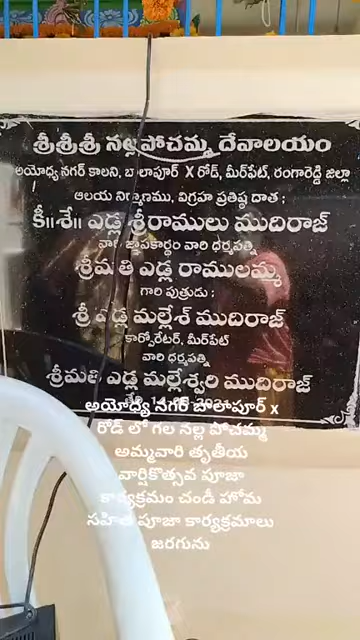 శ్రీశ్రీశ్రీ నల్లపోచమ్మ దేవాలయం
అయోధ్య నగర్ కాలని, బాలాపూర్ X రోడ్, మీర్‌పేట్, రంగారెడ్డి జిల్లా
ఆలయ నిర్మాణము, విగ్రహ ప్రతిష్ఠ దాత :
కీ॥శే॥ ఎడ్ల శ్రీరాములు ముదిరాజ్
వారి జ్ఞాపకార్థం వారి ధర్మపత్ని
శ్రీమతి ఎడ్ల రాములమ్మ
గారి పుత్రుడు :
శ్రీ ఎడ్ల మల్లేశ్ ముదిరాజ్
కార్పోరేటర్, మీర్‌పేట్
వారి ధర్మపత్ని
శ్రీమతి ఎడ్ల మల్లేశ్వరి ముదిరాజ్
అయోధ్య నగర్ బాలాపూర్ x
రోడ్ లో గల నల్ల పోచమ్మ
అమ్మవారి తృతీయ
వార్షికోత్సవ పూజా
కార్యక్రమం చండీ హోమ
సహిత పూజా కార్యక్రమాలు
జరగును